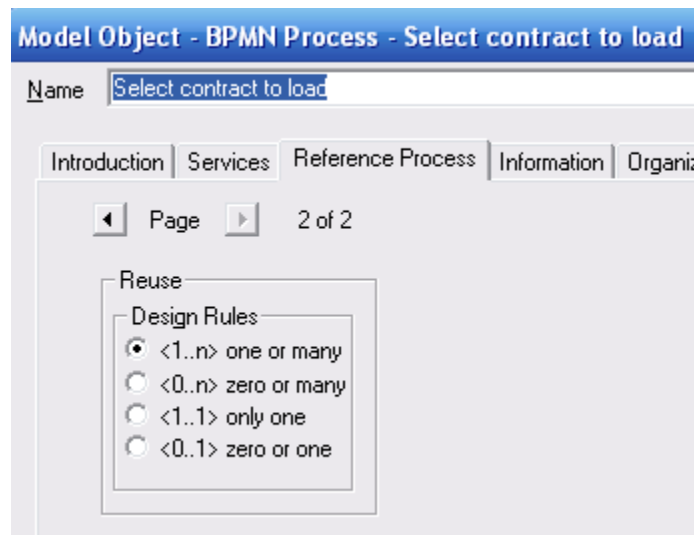 Model Object - BPMN Process - Select contract to load
Name Select contract to load
Introduction Services Reference Process Information Organiz
Page 2 of 2
Reuse
Design Rules
<1..n> one or many
<0..n> zero or many
<1..1> only one
<0..1> zero or one